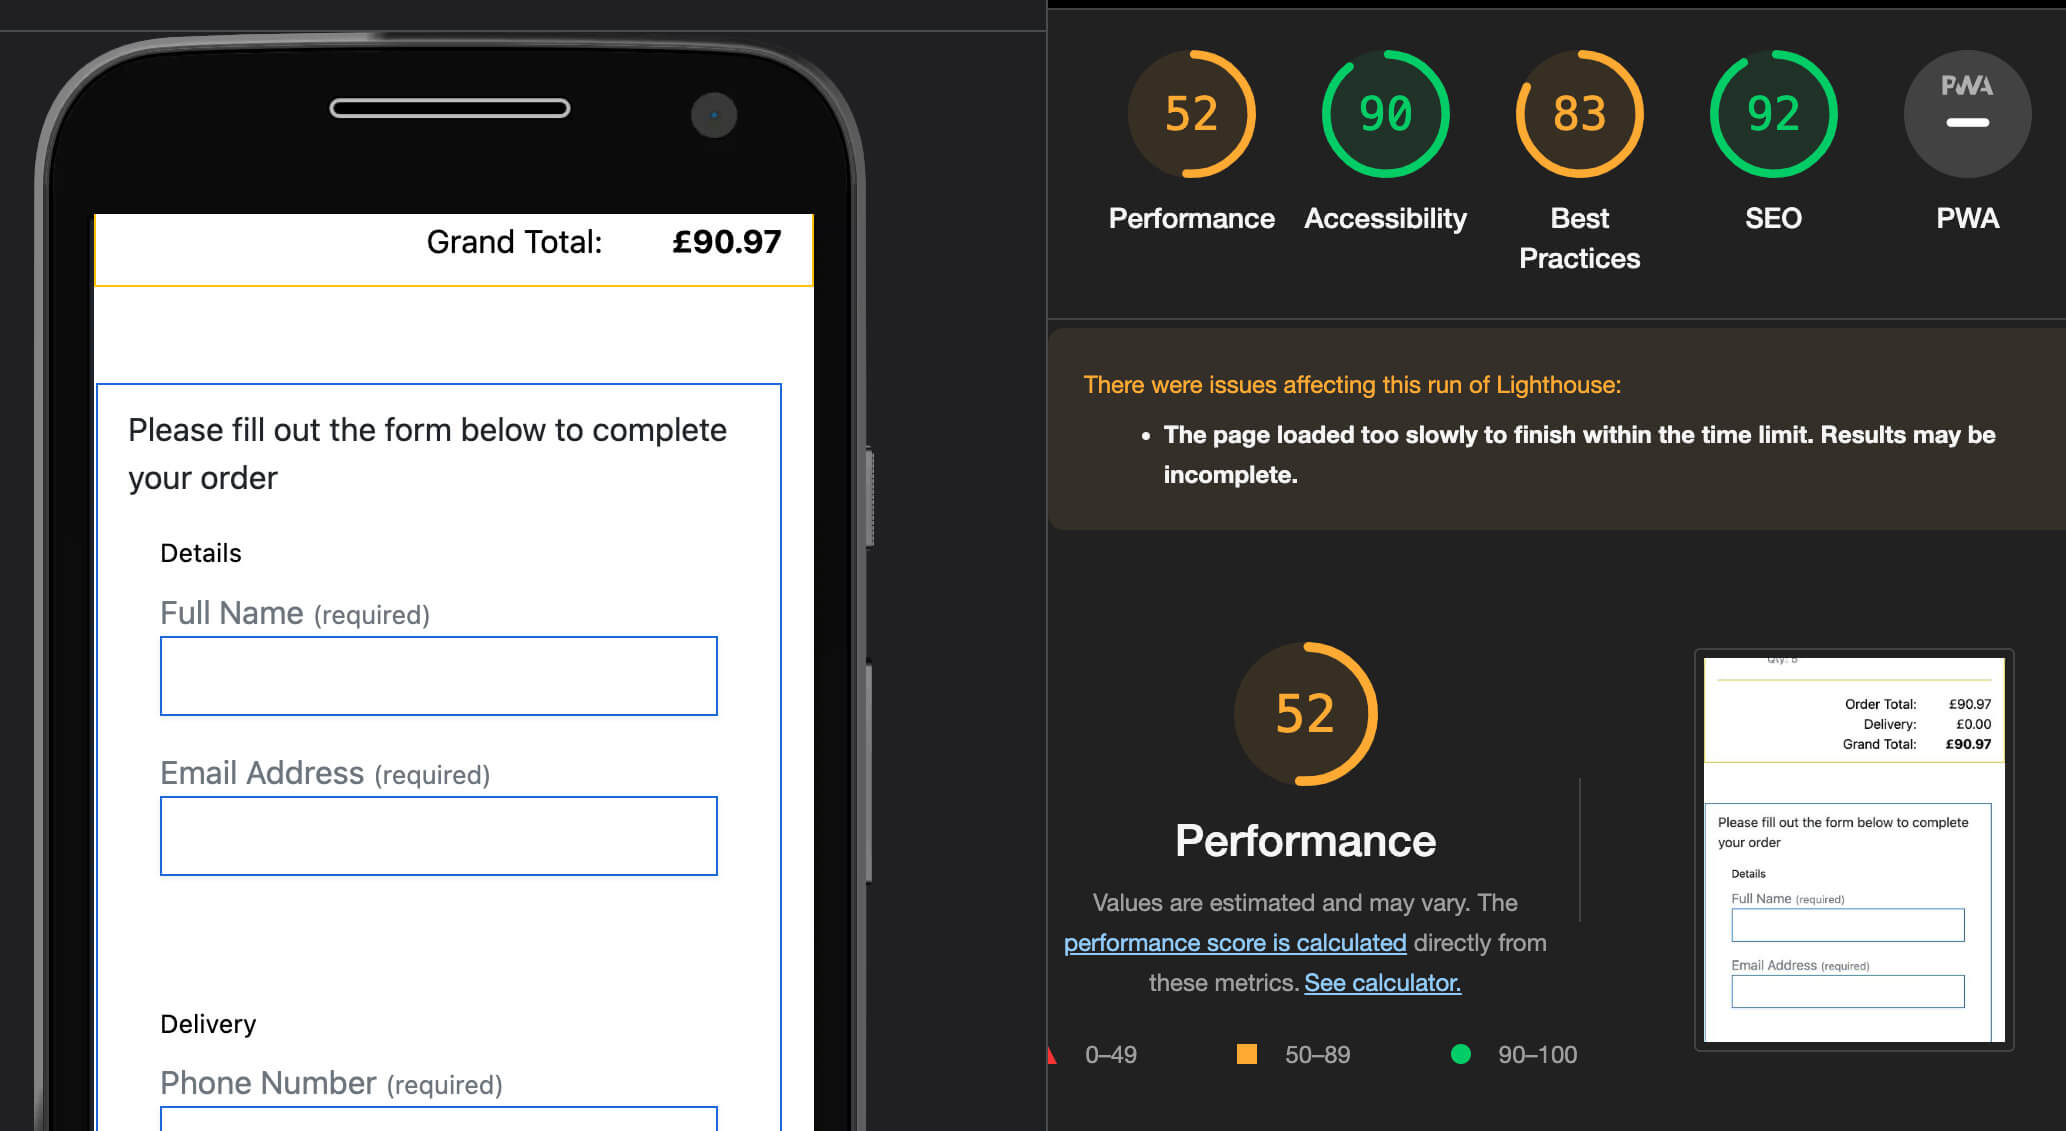 Grand Total: £90.97
Please fill out the form below to complete
your order
Details
Full Name (required)
Email Address (required)
Delivery
Phone Number (required)
52
90
83
92
PWA
Performance
Accessibility
Best
Practices
SEO
PWA
There were issues affecting this run of Lighthouse:
• The page loaded too slowly to finish within the time limit. Results may be
incomplete.
52
Performance
Values are estimated and may vary. The
performance score is calculated directly from
these metrics. See calculator.
0–49
50–89
90–100
Order Total: £90.97
Delivery: £0.00
Grand Total: £90.97
Please fill out the form below to complete
your order
Details
Full Name (required)
Email Address (required)